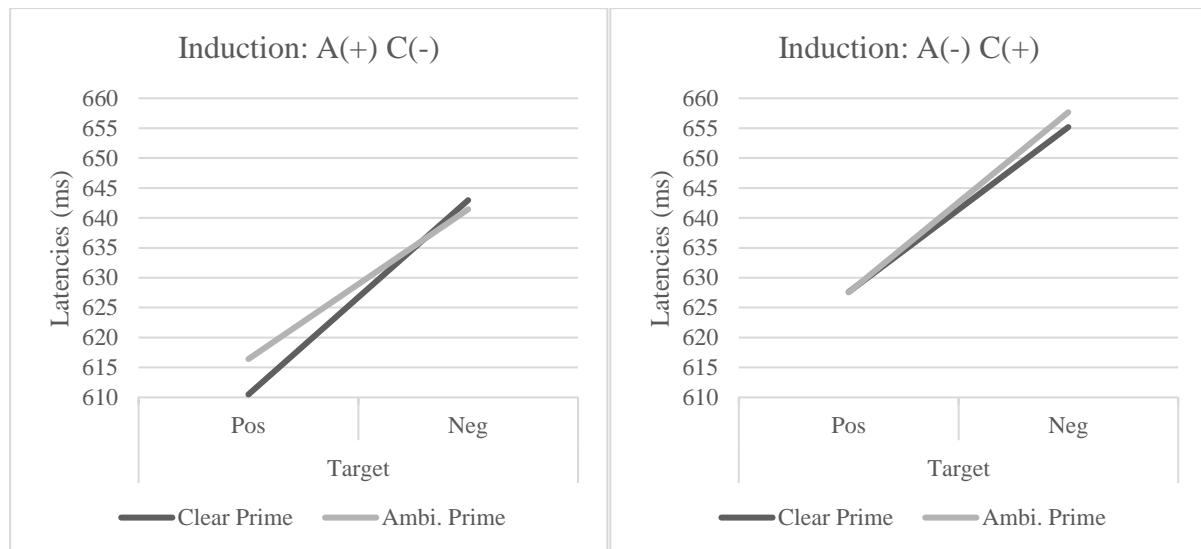 Induction: A(+) C(-)
Latencies (ms)
660
655
650
645
640
635
630
625
620
615
610
Pos
Neg
Target
Clear Prime
Ambi. Prime
Induction: A(-) C(+)
Latencies (ms)
660
655
650
645
640
635
630
625
620
615
610
Pos
Neg
Target
Clear Prime
Ambi. Prime